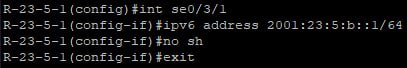 R-23-5-1(config)#int se0/3/1
R-23-5-1(config-if)#ipv6 address 2001:23:5:b::1/64
R-23-5-1(config-if)#no sh
R-23-5-1(config-if)#exit